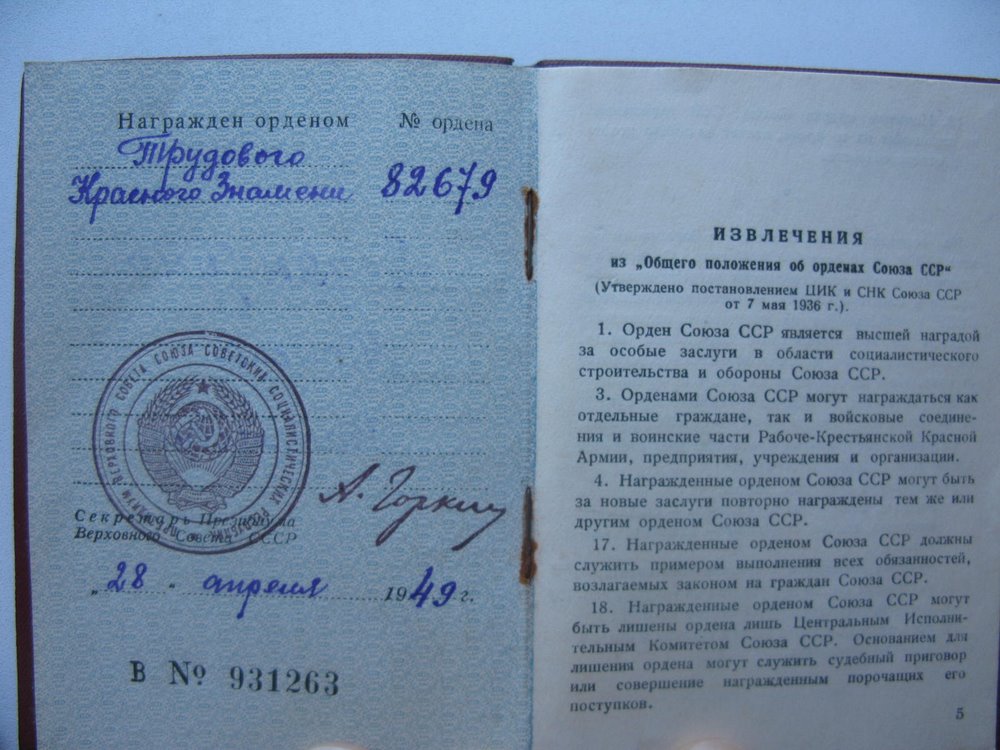 Награжден орденом № ордена
Трудового
Красного Знамени 82679
ПРЕЗИДИУМ ВЕРХОВНОГО СОВЕТА СОЮЗА СОВЕТСКИХ СОЦИАЛИСТИЧЕСКИХ РЕСПУБЛИК
А. Горкин
Секретарь Президиума
Верховного Совета СССР
„28" апреля 1949 г.
В № 931263
ИЗВЛЕЧЕНИЯ
из „Общего положения об орденах Союза ССР"
(Утверждено постановлением ЦИК и СНК Союза ССР
от 7 мая 1936 г.).
1. Орден Союза ССР является высшей наградой
за особые заслуги в области социалистического
строительства и обороны Союза ССР.
3. Орденами Союза ССР могут награждаться как
отдельные граждане, так и войсковые соедине-
ния и воинские части Рабоче-Крестьянской Красной
Армии, предприятия, учреждения и организации.
4. Награжденные орденом Союза ССР могут быть
за новые заслуги повторно награждены тем же или
другим орденом Союза ССР.
17. Награжденные орденом Союза ССР должны
служить примером выполнения всех обязанностей,
возлагаемых законом на граждан Союза ССР.
18. Награжденные орденом Союза ССР могут
быть лишены ордена лишь Центральным Исполни-
тельным Комитетом Союза ССР. Основанием для
лишения ордена могут служить судебный приговор
или совершение награжденным порочащих его
поступков.
5